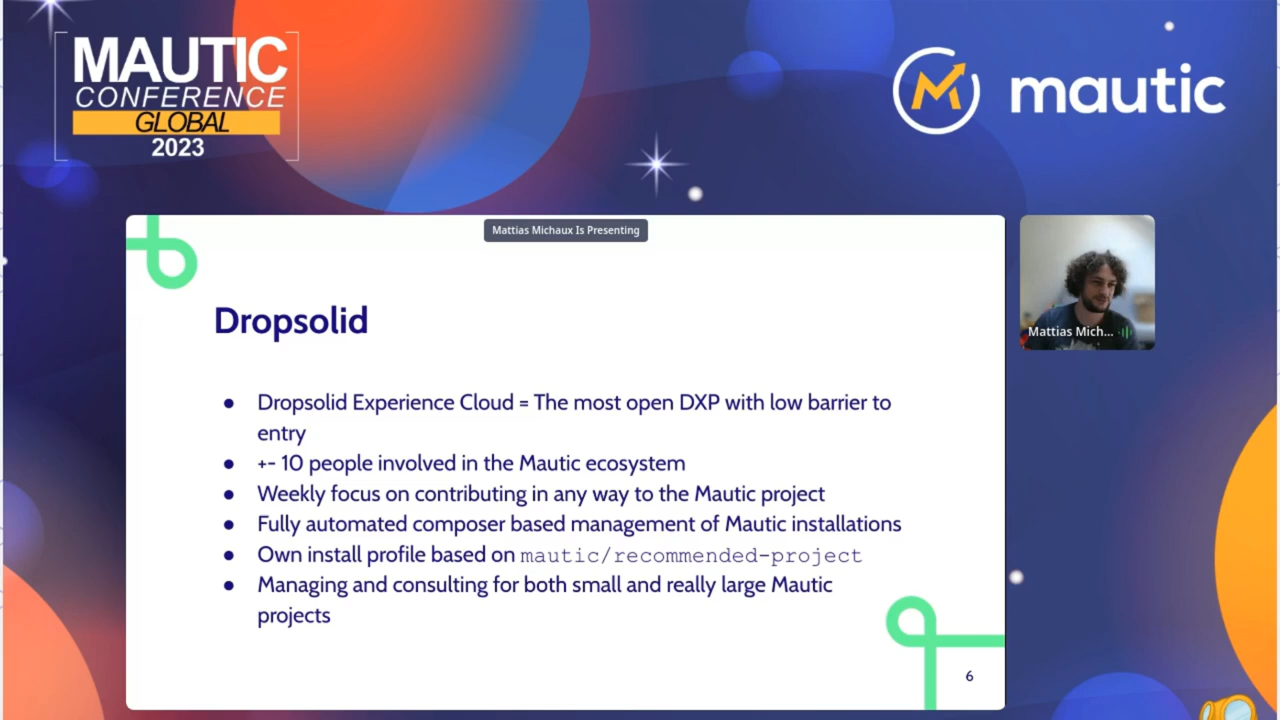 MAUTIC
CONFERENCE
GLOBAL
2023
mautic
Mattias Michaux Is Presenting
Dropsolid
● Dropsolid Experience Cloud = The most open DXP with low barrier to
entry
● +- 10 people involved in the Mautic ecosystem
● Weekly focus on contributing in any way to the Mautic project
● Fully automated composer based management of Mautic installations
● Own install profile based on mautic/recommended-project
● Managing and consulting for both small and really large Mautic
projects
6
Mattias Mich...